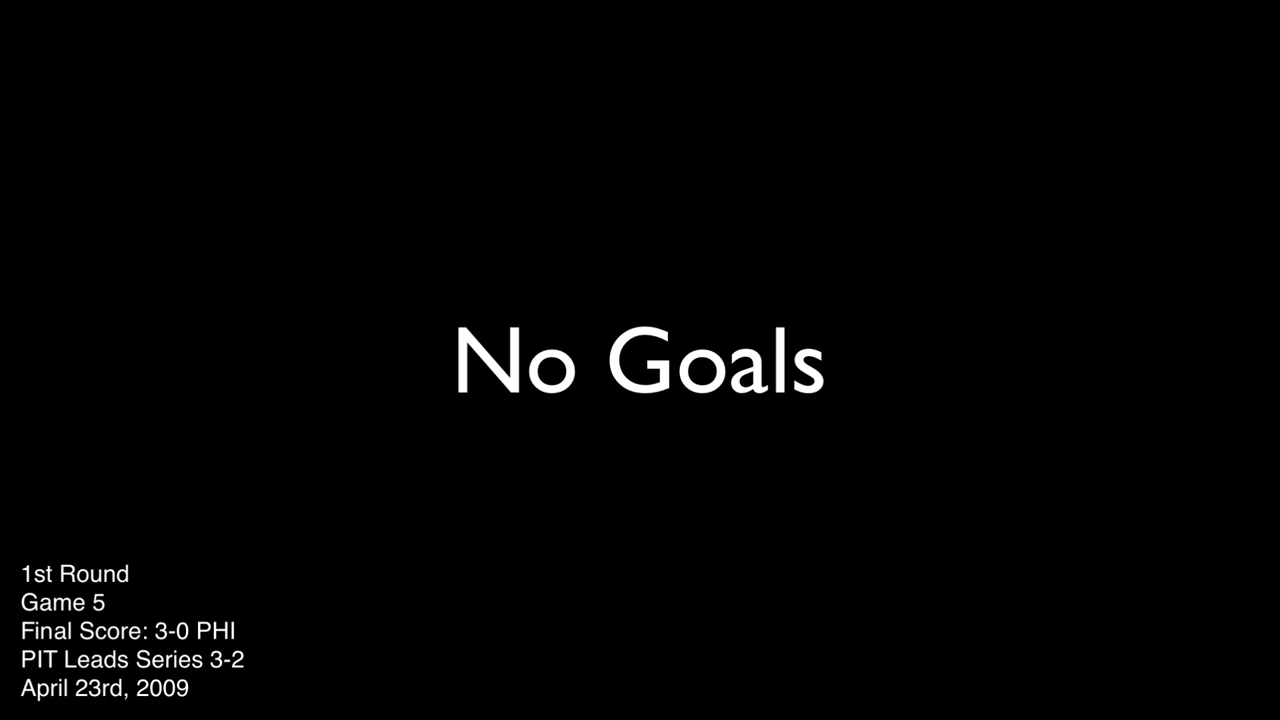 No Goals
1st Round
Game 5
Final Score: 3-0 PHI
PIT Leads Series 3-2
April 23rd, 2009